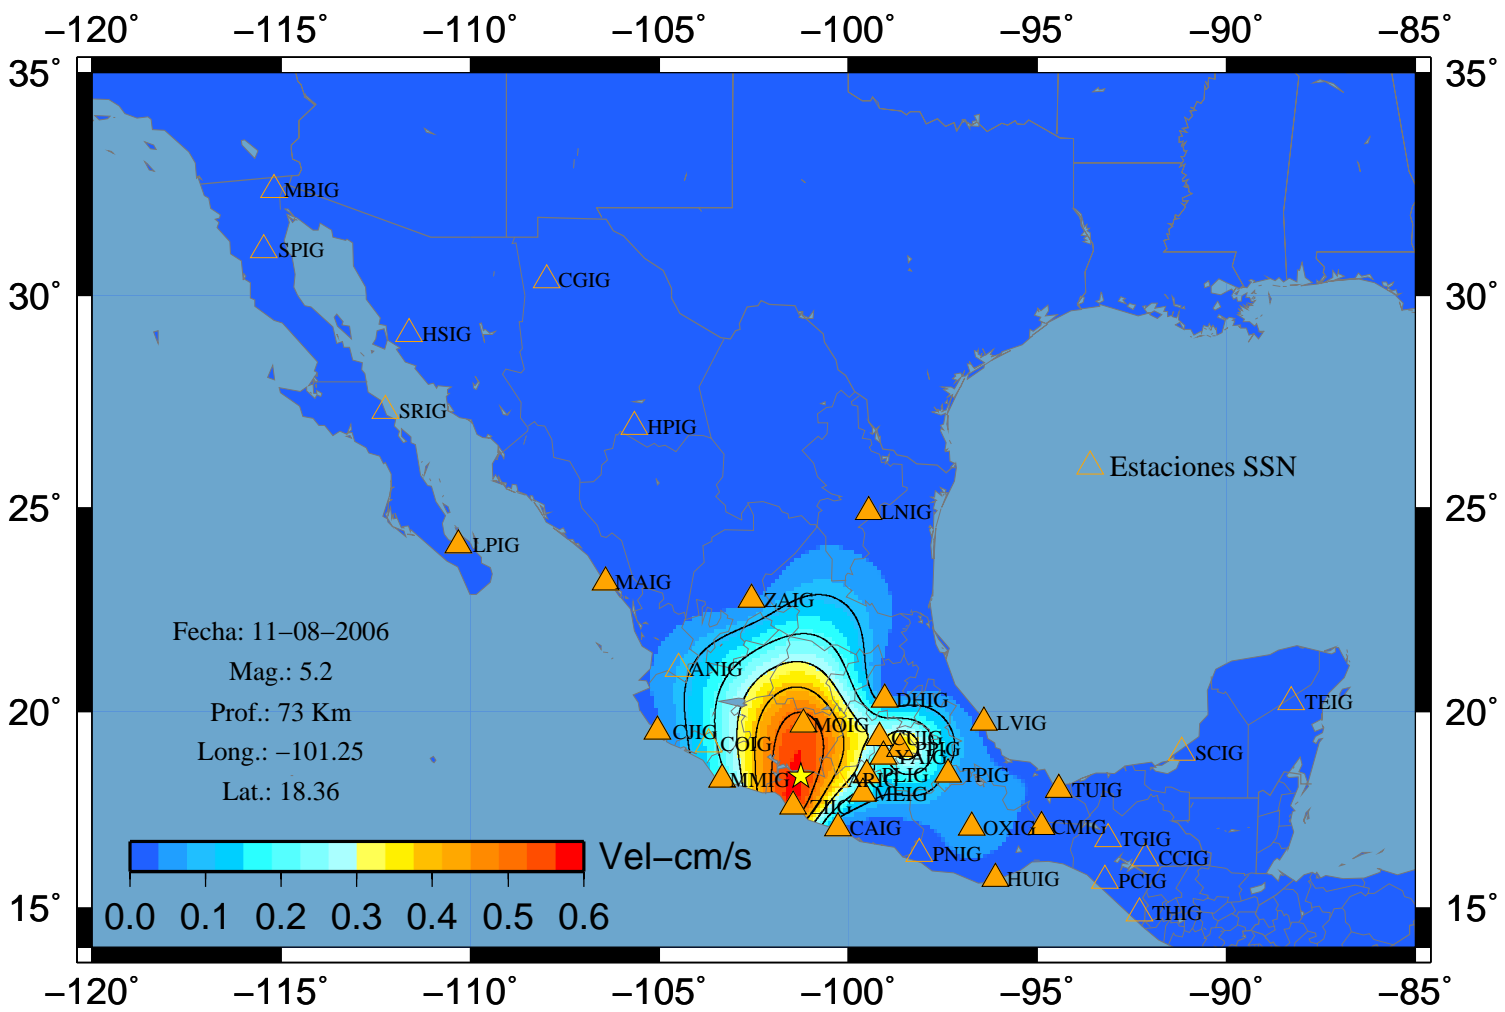 −120˚ −115˚ −110˚ −105˚ −100˚ −95˚ −90˚ −85˚
35˚ 35˚
MBIG
SPIG
CGIG
30˚ 30˚
HSIG
SRIG
HPIG
Estaciones SSN
25˚ 25˚
LNIG
LPIG
MAIG
ZAIG
Fecha: 11−08−2006
Mag.: 5.2
ANIG
Prof.: 73 Km
DHIG
TEIG
20˚ 20˚
LVIG
MOIG
CJIG
CUIG
COIG
PPIG
Long.: −101.25
SCIG
YAIG
PLIG
TPIG
MMIG
ARIG
Lat.: 18.36
MEIG
TUIG
ZIIG
CAIG
OXIG
CMIG
TGIG
PNIG
CCIG
Vel−cm/s
HUIG
PCIG
15˚ 15˚
THIG
0.0 0.1 0.2 0.3 0.4 0.5 0.6
−120˚ −115˚ −110˚ −105˚ −100˚ −95˚ −90˚ −85˚